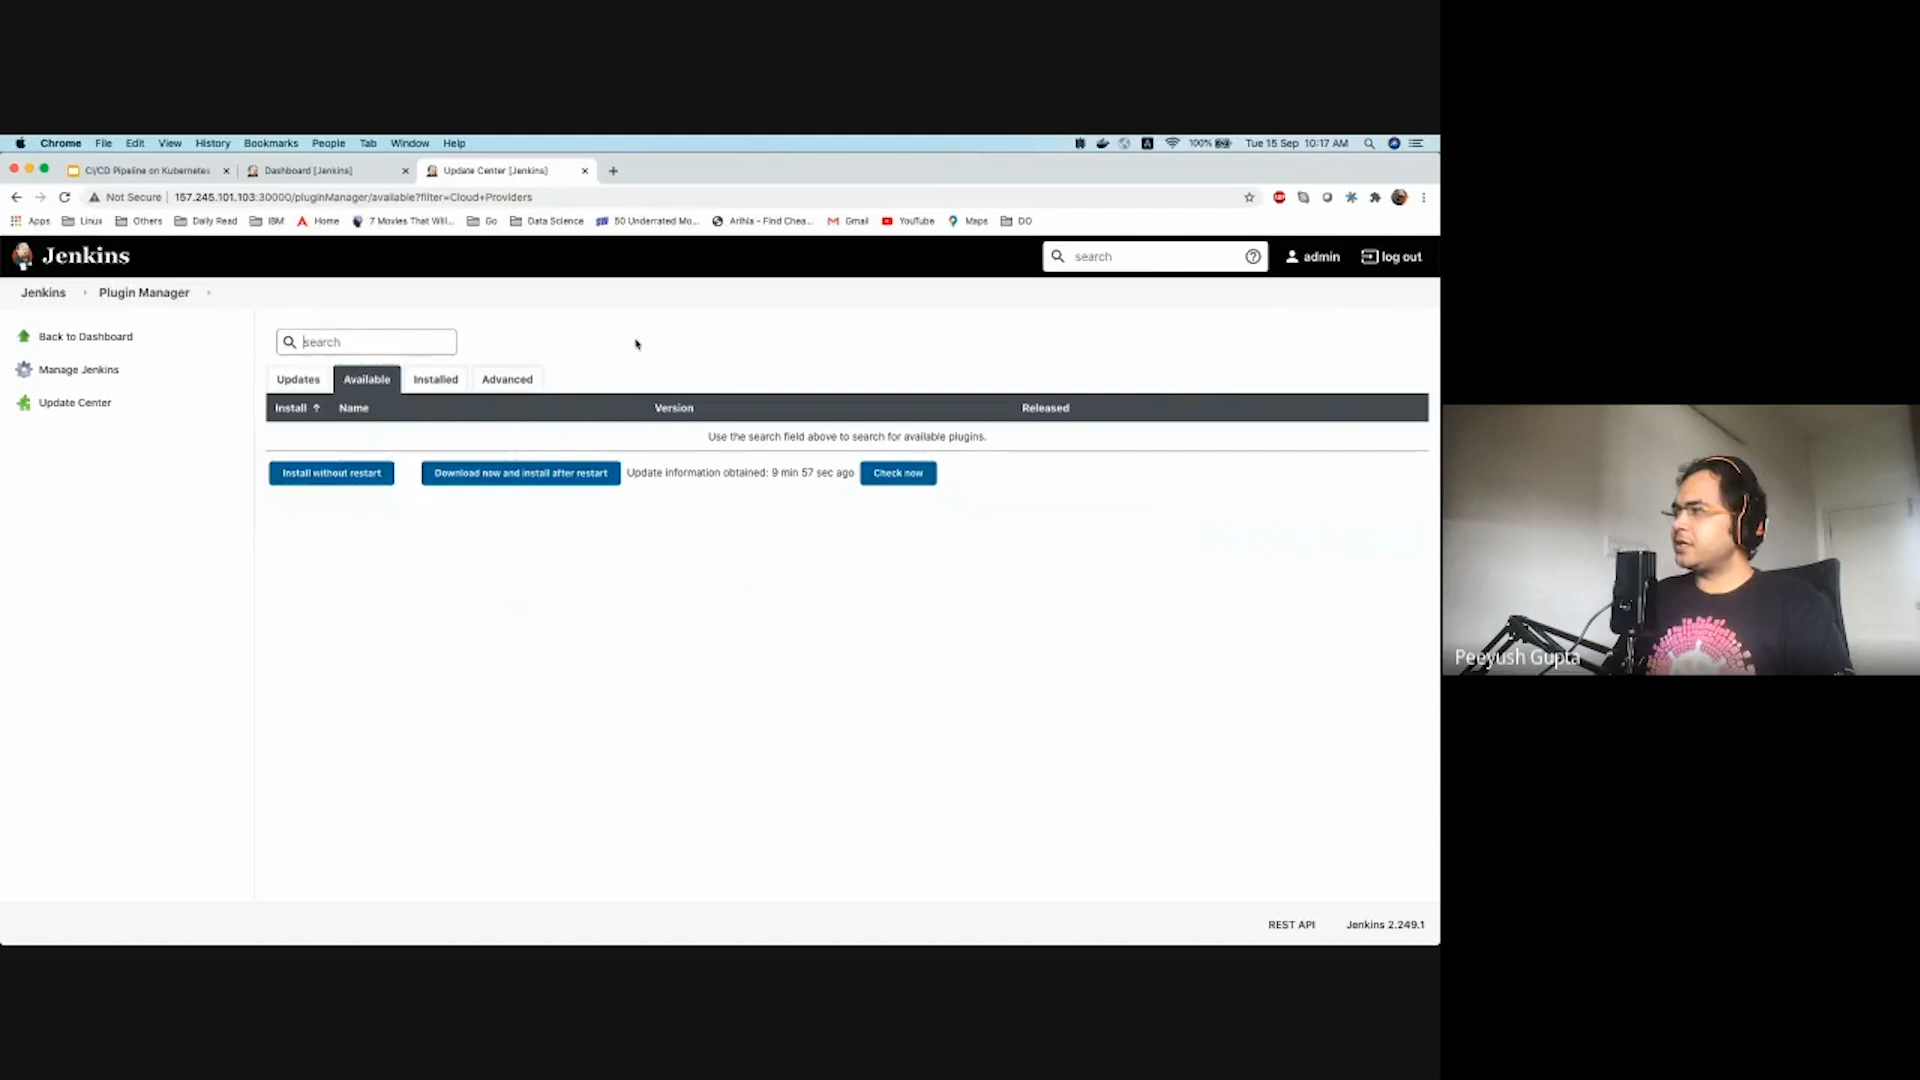 Chrome File Edit View History Bookmarks People Tab Window Help 100% Tue 15 Sep 10:17 AM
CI/CD Pipeline on Kubernetes Dashboard [Jenkins] Update Center [Jenkins]
Not Secure 157.245.101.103:30000/pluginManager/available?filter=Cloud+Providers
Apps Linux Others Daily Read IBM Home 7 Movies That Will... Go Data Science 50 Underrated Mo... Arihla - Find Chea... Gmail YouTube Maps DO
Jenkins search admin log out
Jenkins Plugin Manager
Back to Dashboard
Manage Jenkins
Update Center
search
Updates Available Installed Advanced
Install ↑ Name Version Released
Use the search field above to search for available plugins.
Install without restart Download now and install after restart Update information obtained: 9 min 57 sec ago Check now
Peeyush Gupta
REST API Jenkins 2.249.1